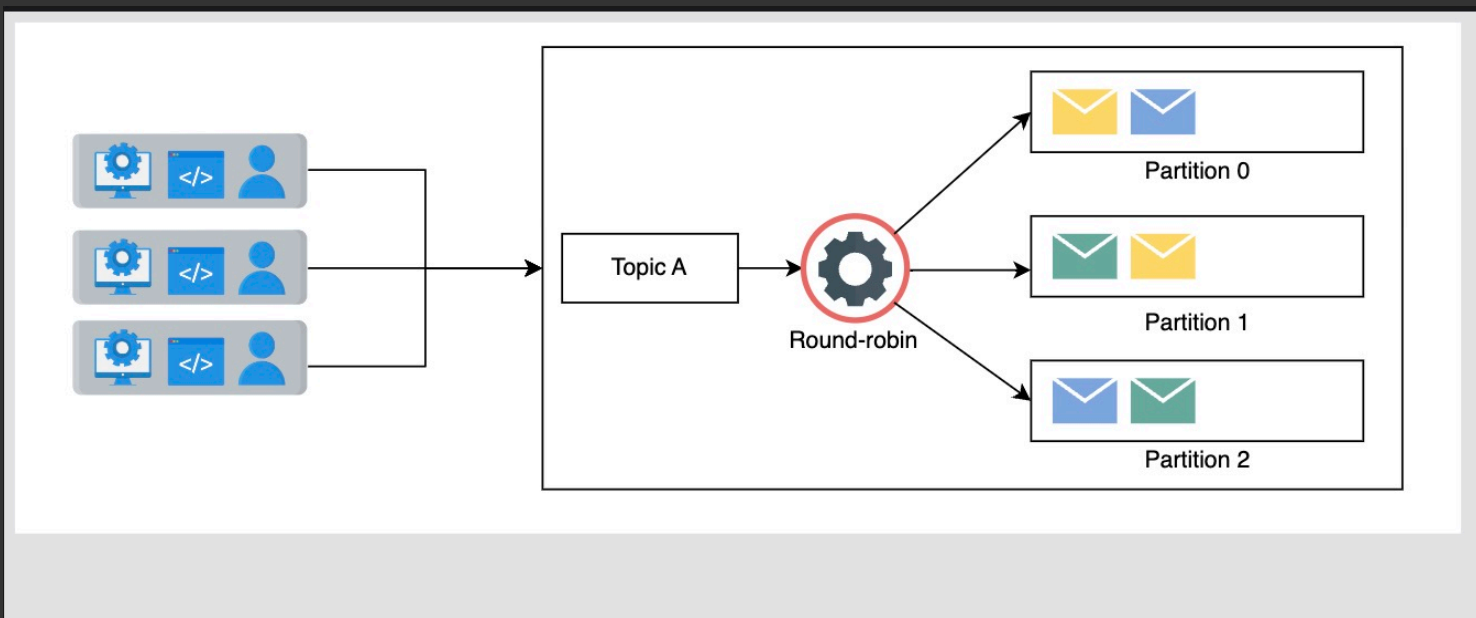 </>
</>
</>
Topic A
Round-robin
Partition 0
Partition 1
Partition 2